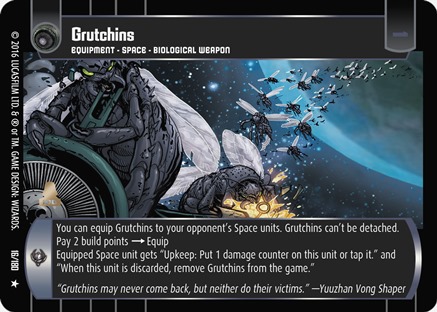 Grutchins
EQUIPMENT - SPACE - BIOLOGICAL WEAPON
You can equip Grutchins to your opponent's Space units. Grutchins can't be detached.
Pay 2 build points → Equip
Equipped Space unit gets "Upkeep: Put 1 damage counter on this unit or tap it." and
"When this unit is discarded, remove Grutchins from the game."
"Grutchins may never come back, but neither do their victims." —Yuuzhan Vong Shaper
© 2016 LUCASFILM LTD. & ® or TM. GAME DESIGN: WIZARDS.
16/180 ★